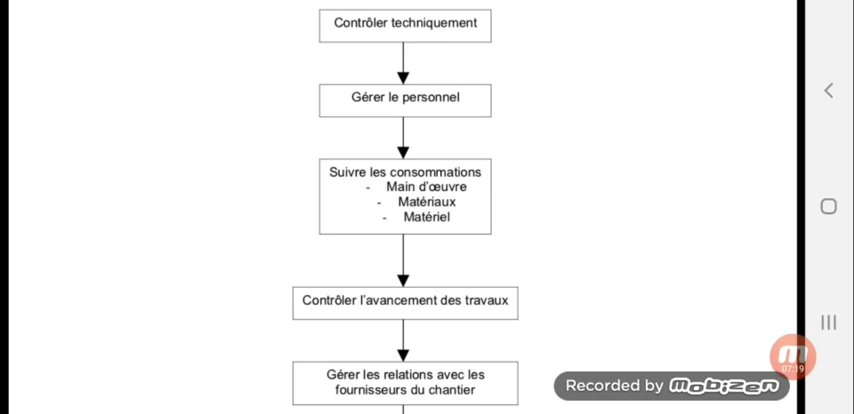 Contrôler techniquement
Gérer le personnel
Suivre les consommations
- Main d'œuvre
- Matériaux
- Matériel
Contrôler l'avancement des travaux
Gérer les relations avec les
fournisseurs du chantier
07:19
Recorded by Mobizen